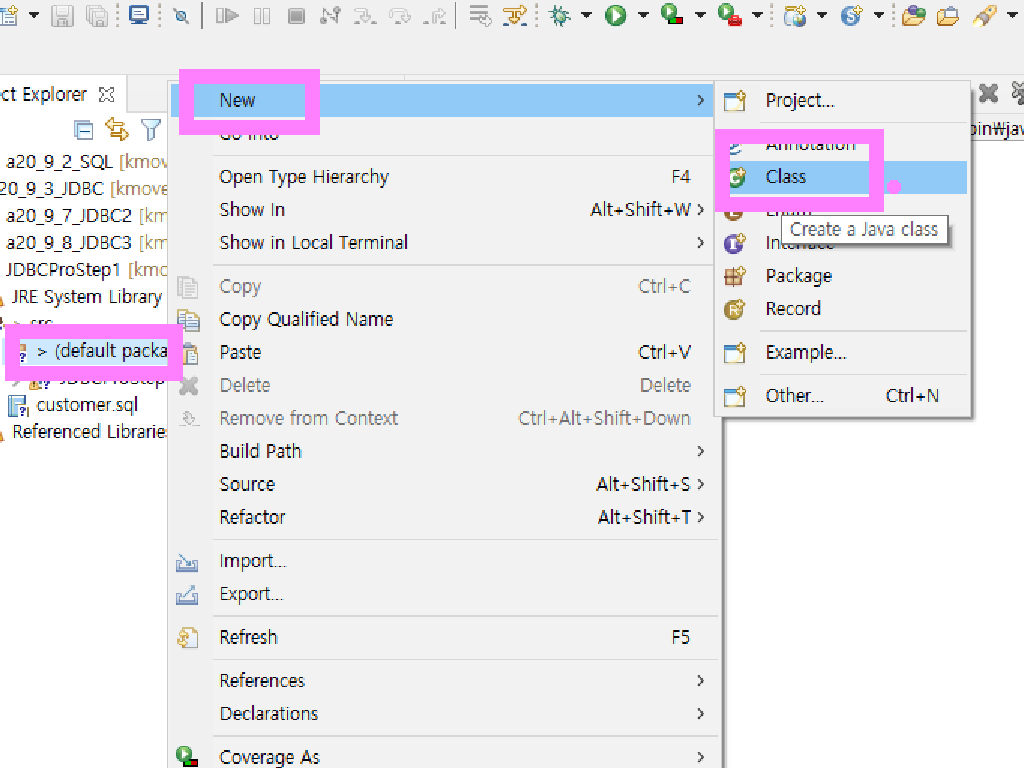 ct Explorer
a20_9_2_SQL [kmov
20_9_3_JDBC [kmove
a20_9_7_JDBC2 [km
a20_9_8_JDBC3 [km
JDBCProStep1 [kmo
JRE System Library
src
> (default packa
JDBCProStep
customer.sql
Referenced Librarie
New
Go Into
Open Type Hierarchy F4
Show In Alt+Shift+W
Show in Local Terminal
Copy Ctrl+C
Copy Qualified Name
Paste Ctrl+V
Delete Delete
Remove from Context Ctrl+Alt+Shift+Down
Build Path
Source Alt+Shift+S
Refactor Alt+Shift+T
Import...
Export...
Refresh F5
References
Declarations
Coverage As
Project...
Annotation
Class
Enum
Create a Java class
Interface
Package
Record
Example...
Other... Ctrl+N
bin₩jav